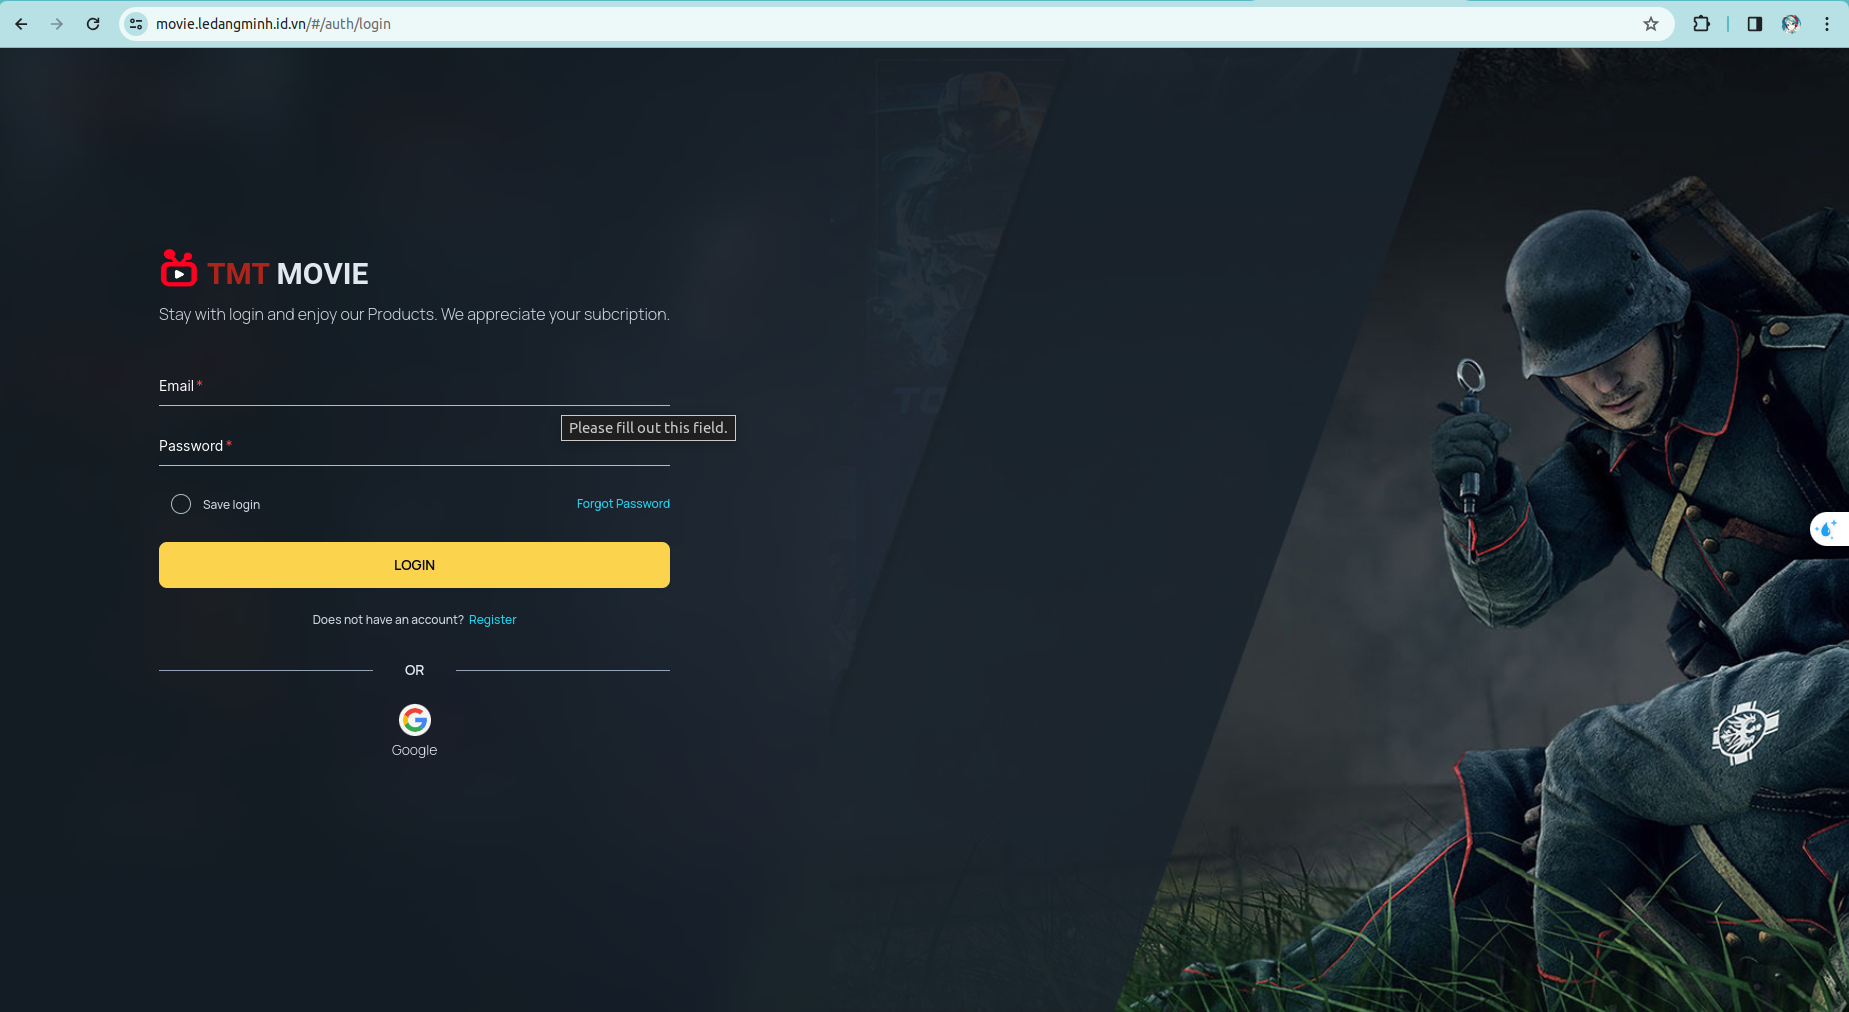 movie.ledangminh.id.vn/#/auth/login
TMT MOVIE
Stay with login and enjoy our Products. We appreciate your subcription.
Email *
Please fill out this field.
Password *
Save login
Forgot Password
LOGIN
Does not have an account? Register
OR
Google